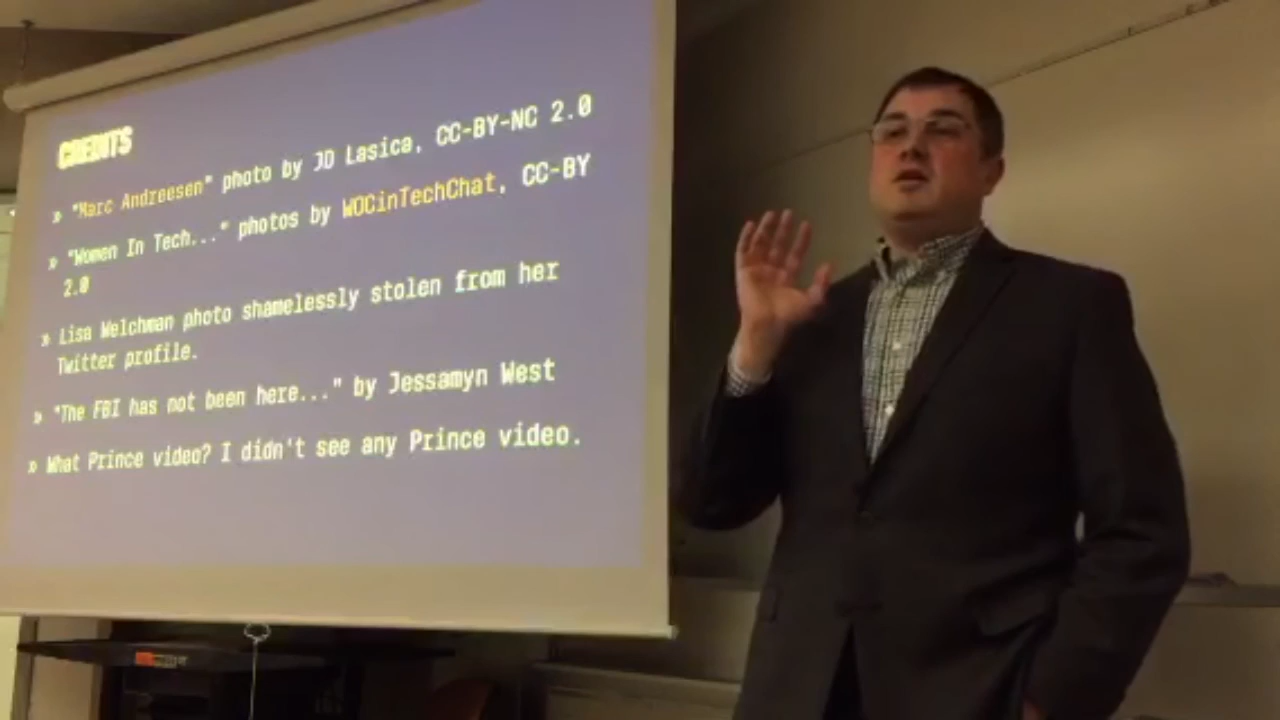 CREDITS
» "Marc Andreesen" photo by JD Lasica, CC-BY-NC 2.0
» "Women In Tech..." photos by WOCinTechChat, CC-BY
2.0
» Lisa Welchman photo shamelessly stolen from her
Twitter profile.
» "The FBI has not been here..." by Jessamyn West
» What Prince video? I didn't see any Prince video.